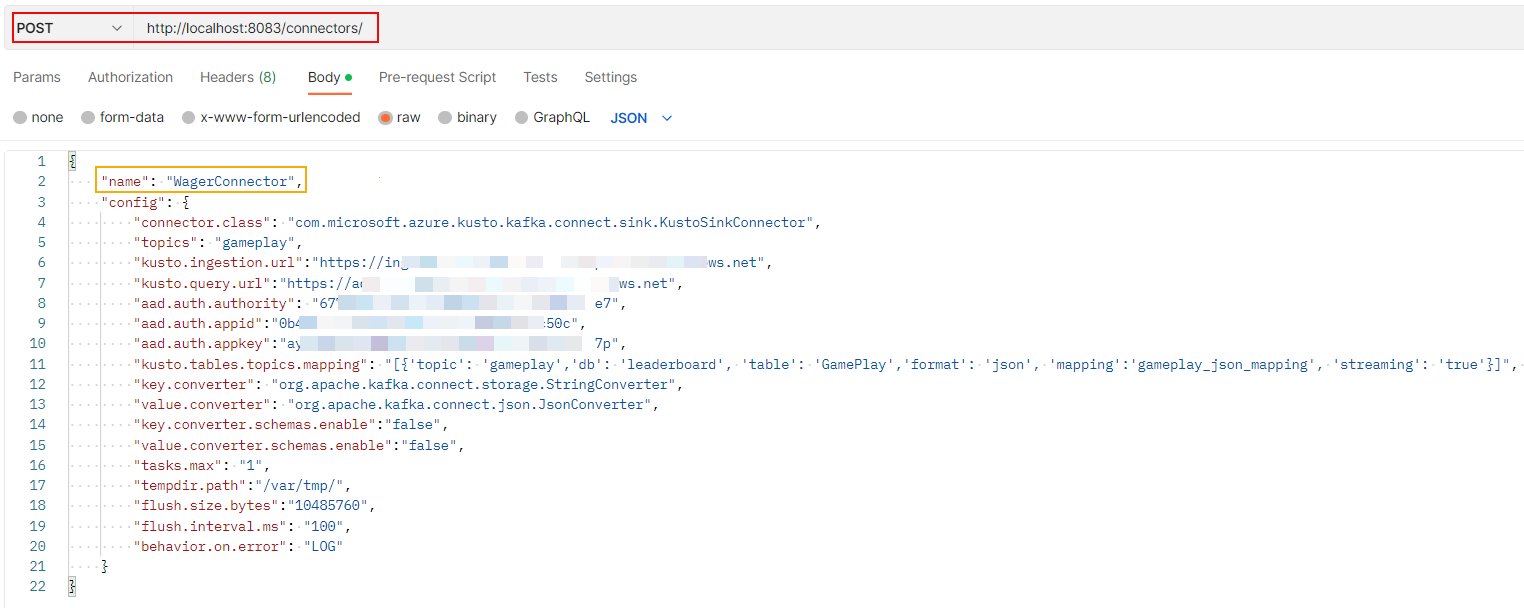 POST http://localhost:8083/connectors/
Params Authorization Headers (8) Body Pre-request Script Tests Settings
none form-data x-www-form-urlencoded raw binary GraphQL JSON
1 {
2 "name": "WagerConnector",
3 "config": {
4 "connector.class": "com.microsoft.azure.kusto.kafka.connect.sink.KustoSinkConnector",
5 "topics": "gameplay",
6 "kusto.ingestion.url":"https://ing ws.net",
7 "kusto.query.url":"https://ad ws.net",
8 "aad.auth.authority": "67 e7",
9 "aad.auth.appid":"0b4 50c",
10 "aad.auth.appkey":"ay 7p",
11 "kusto.tables.topics.mapping": "[{'topic': 'gameplay','db': 'leaderboard', 'table': 'GamePlay','format': 'json', 'mapping':'gameplay_json_mapping', 'streaming': 'true'}]",
12 "key.converter": "org.apache.kafka.connect.storage.StringConverter",
13 "value.converter": "org.apache.kafka.connect.json.JsonConverter",
14 "key.converter.schemas.enable":"false",
15 "value.converter.schemas.enable":"false",
16 "tasks.max": "1",
17 "tempdir.path":"/var/tmp/",
18 "flush.size.bytes":"10485760",
19 "flush.interval.ms": "100",
20 "behavior.on.error": "LOG"
21 }
22 }